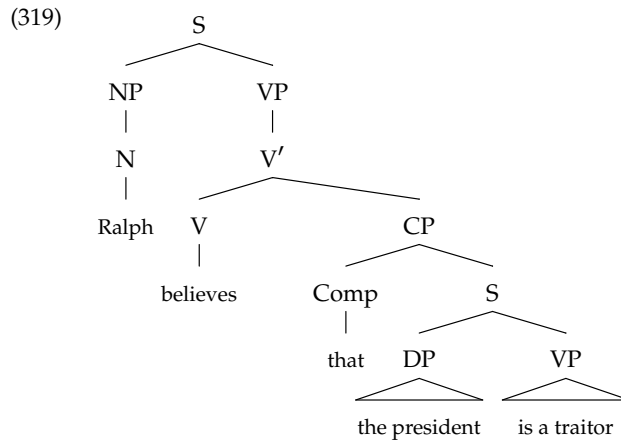 (319)
S
NP VP
N V′
Ralph V CP
believes Comp S
that DP VP
the president is a traitor